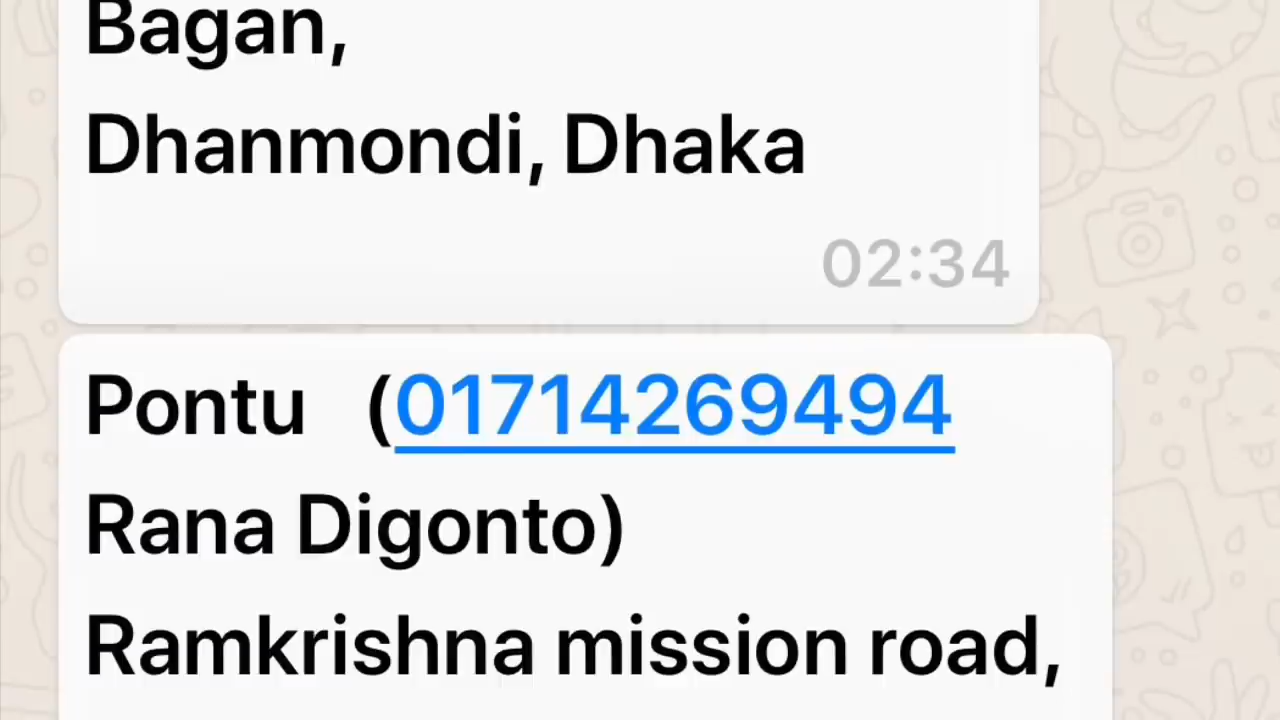 Bagan,
Dhanmondi, Dhaka
02:34
Pontu (01714269494
Rana Digonto)
Ramkrishna mission road,